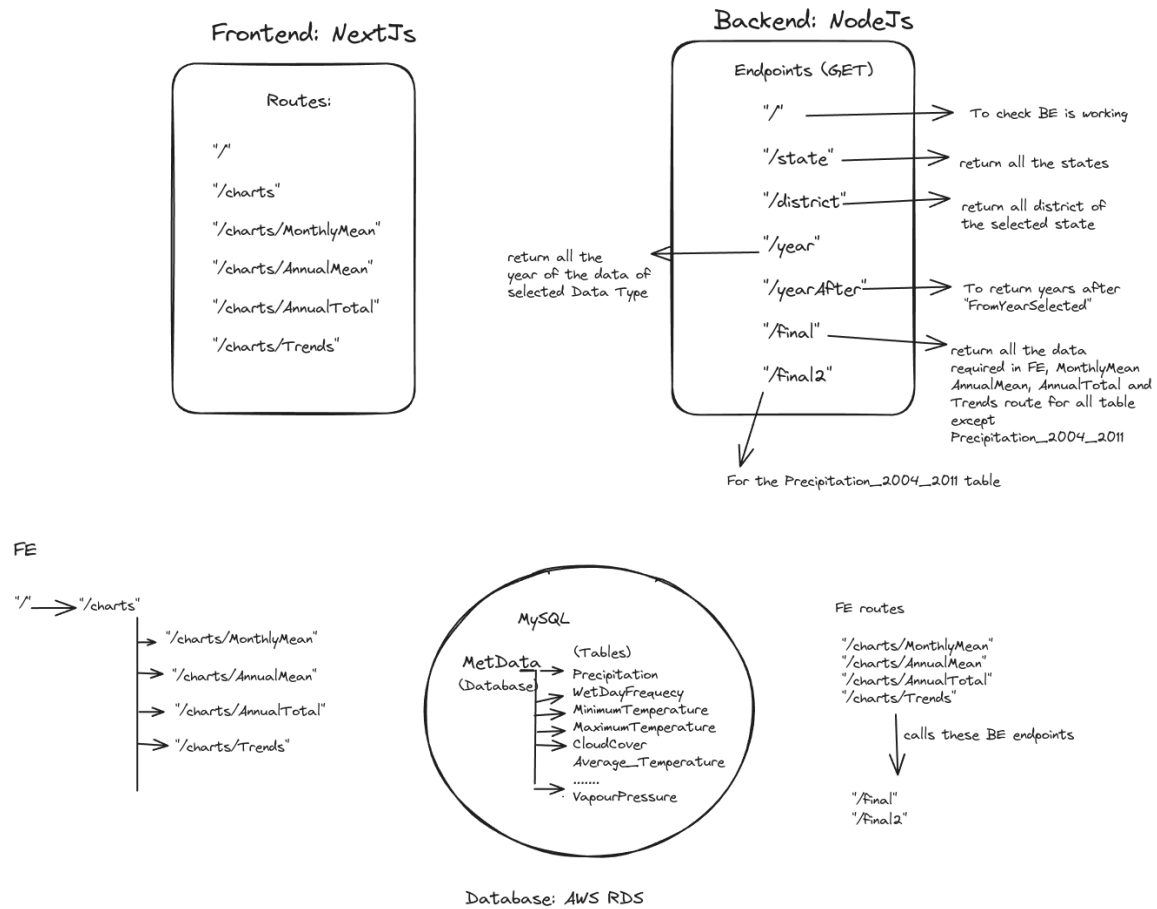 Frontend: NextJs
Routes:
"/"
"/charts"
"/charts/MonthlyMean"
"/charts/AnnualMean"
"/charts/AnnualTotal"
"/charts/Trends"
Backend: NodeJs
Endpoints (GET)
"/"
To check BE is working
"/state"
return all the states
"/district"
return all district of
the selected state
"/year"
return all the
year of the data of
selected Data Type
"/yearAfter"
To return years after
"FromYearSelected"
"/final"
return all the data
required in FE, MonthlyMean
AnnualMean, AnnualTotal and
Trends route for all table
except
Precipitation_2004_2011
"/final2"
For the Precipitation_2004_2011 table
FE
"/"
"/charts"
"/charts/MonthlyMean"
"/charts/AnnualMean"
"/charts/AnnualTotal"
"/charts/Trends"
MySQL
MetData
(Database)
(Tables)
Precipitation
WetDayFrequecy
MinimumTemperature
MaximumTemperature
CloudCover
Average_Temperature
.......
VapourPressure
Database: AWS RDS
FE routes
"/charts/MonthlyMean"
"/charts/AnnualMean"
"/charts/AnnualTotal"
"/charts/Trends"
calls these BE endpoints
"/final"
"/final2"